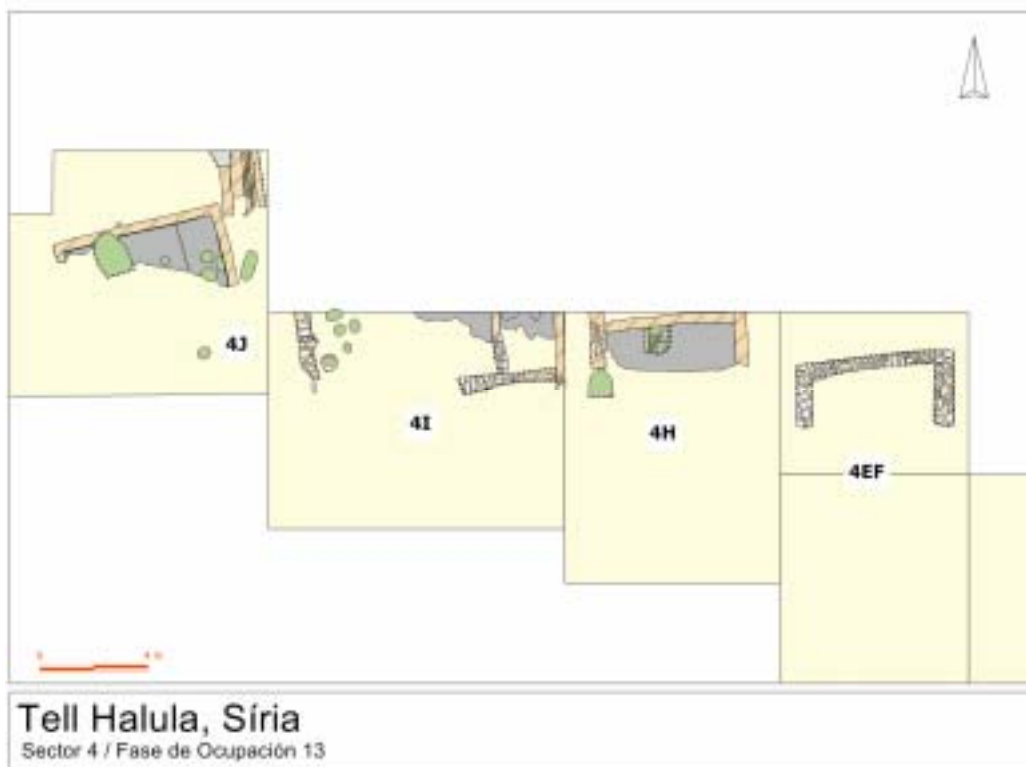 4J
4I
4H
4EF
Tell Halula, Síria
Sector 4 / Fase de Ocupación 13